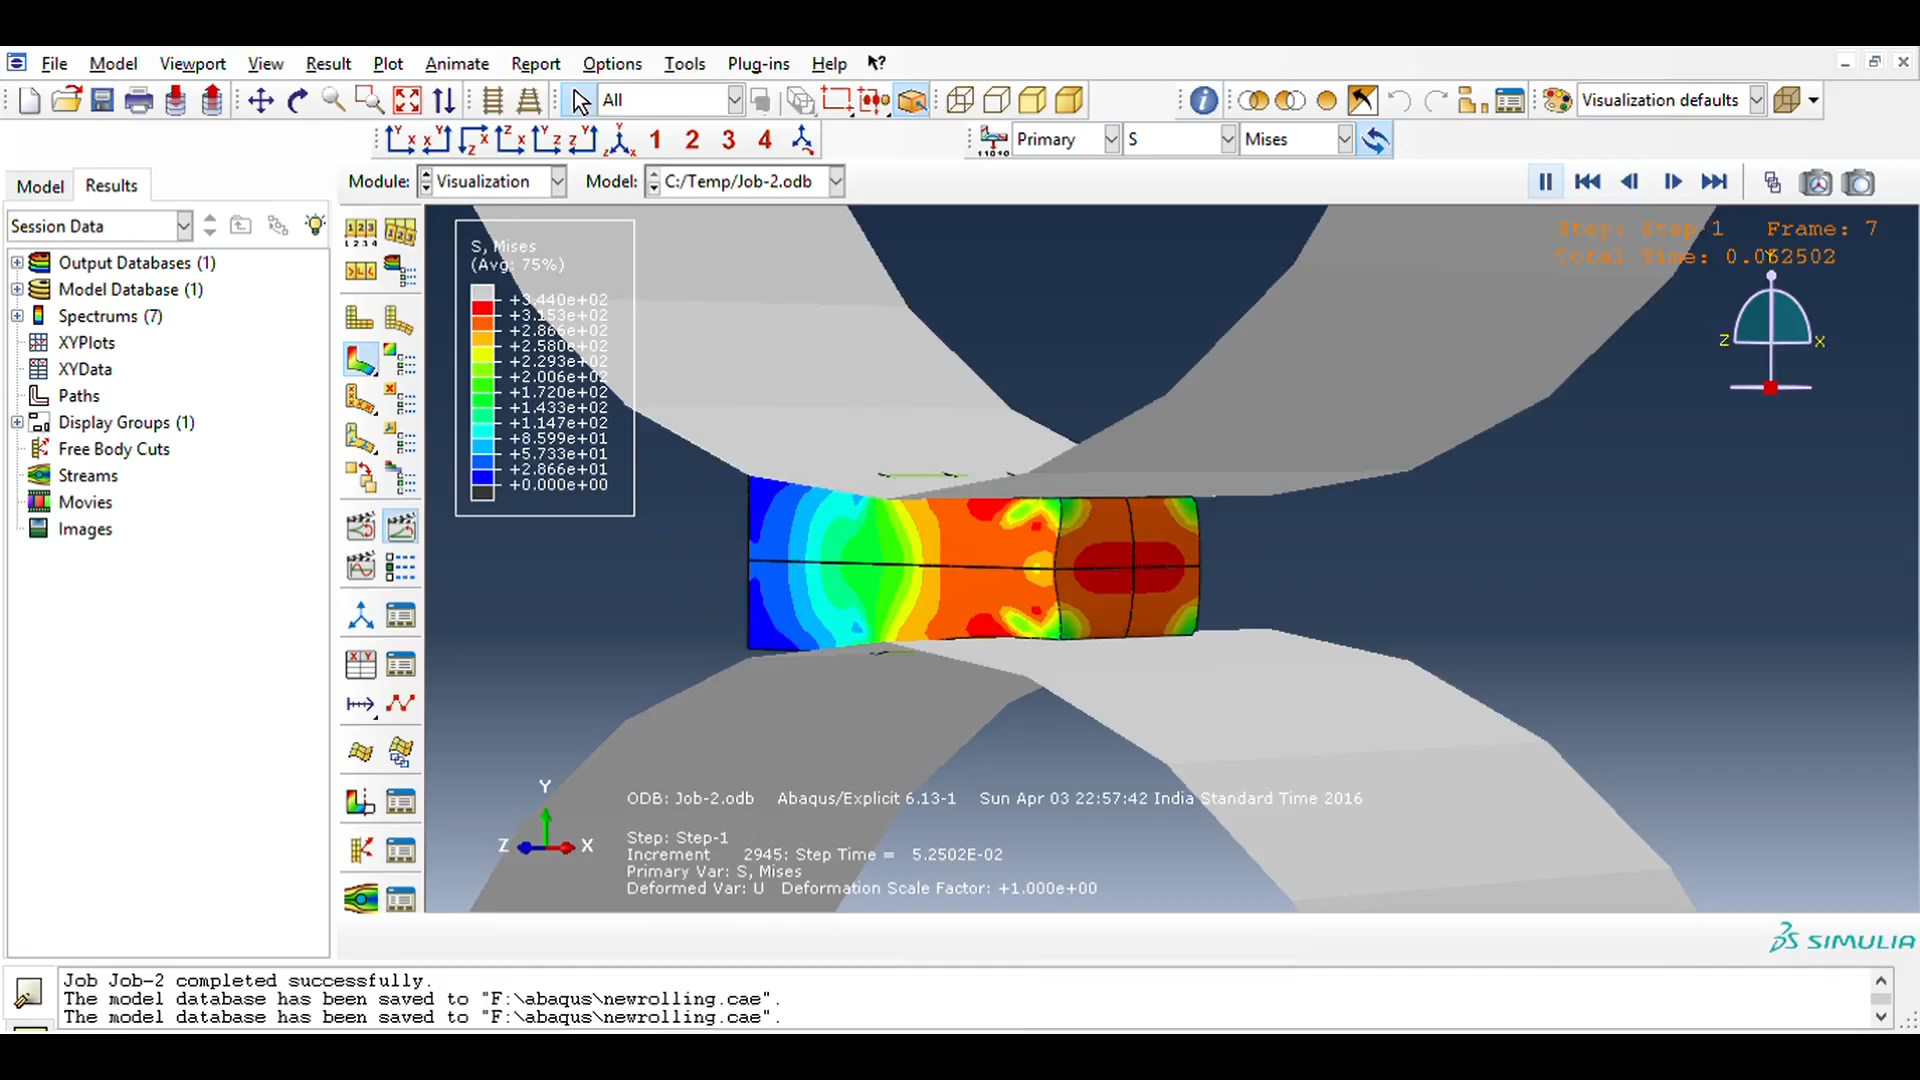 File Model Viewport View Result Plot Animate Report Options Tools Plug-ins Help
All
Visualization defaults
1 2 3 4
Primary S Mises
Module: Visualization Model: C:/Temp/Job-2.odb
Model Results
Session Data
Output Databases (1)
Model Database (1)
Spectrums (7)
XYPlots
XYData
Paths
Display Groups (1)
Free Body Cuts
Streams
Movies
Images
S, Mises
(Avg: 75%)
+3.440e+02
+3.153e+02
+2.866e+02
+2.580e+02
+2.293e+02
+2.006e+02
+1.720e+02
+1.433e+02
+1.147e+02
+8.599e+01
+5.733e+01
+2.866e+01
+0.000e+00
Step: Step-1 Frame: 7
Total Time: 0.062502
Y
Z X
Y
Z X
ODB: Job-2.odb Abaqus/Explicit 6.13-1 Sun Apr 03 22:57:42 India Standard Time 2016
Step: Step-1
Increment 2945: Step Time = 5.2502E-02
Primary Var: S, Mises
Deformed Var: U Deformation Scale Factor: +1.000e+00
SIMULIA
Job Job-2 completed successfully.
The model database has been saved to "F:\abaqus\newrolling.cae".
The model database has been saved to "F:\abaqus\newrolling.cae".